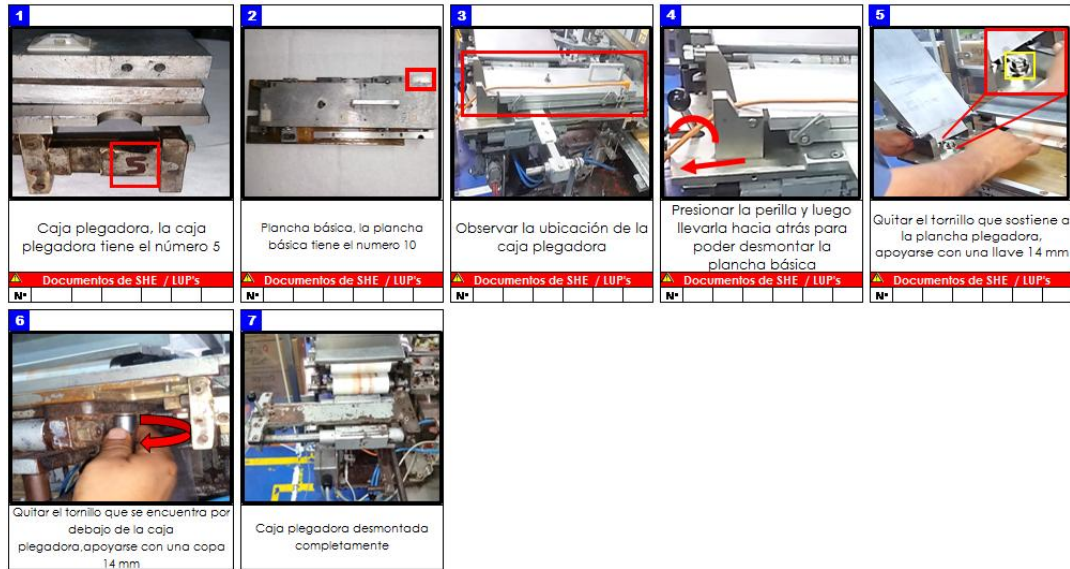 1
5
Caja plegadora, la caja
plegadora tiene el número 5
Documentos de SHE / LUP's
N•
2
Plancha básica, la plancha
básica tiene el numero 10
Documentos de SHE / LUP's
N•
3
Observar la ubicación de la
caja plegadora
Documentos de SHE / LUP's
N•
4
Presionar la perilla y luego
llevarla hacia atrás para
poder desmontar la
plancha básica
Documentos de SHE / LUP's
N•
5
Quitar el tornillo que sostiene a
la plancha plegadora,
apoyarse con una llave 14 mm
Documentos de SHE / LUP's
N•
6
Quitar el tornillo que se encuentra por
debajo de la caja
plegadora,apoyarse con una copa
14 mm
7
Caja plegadora desmontada
completamente